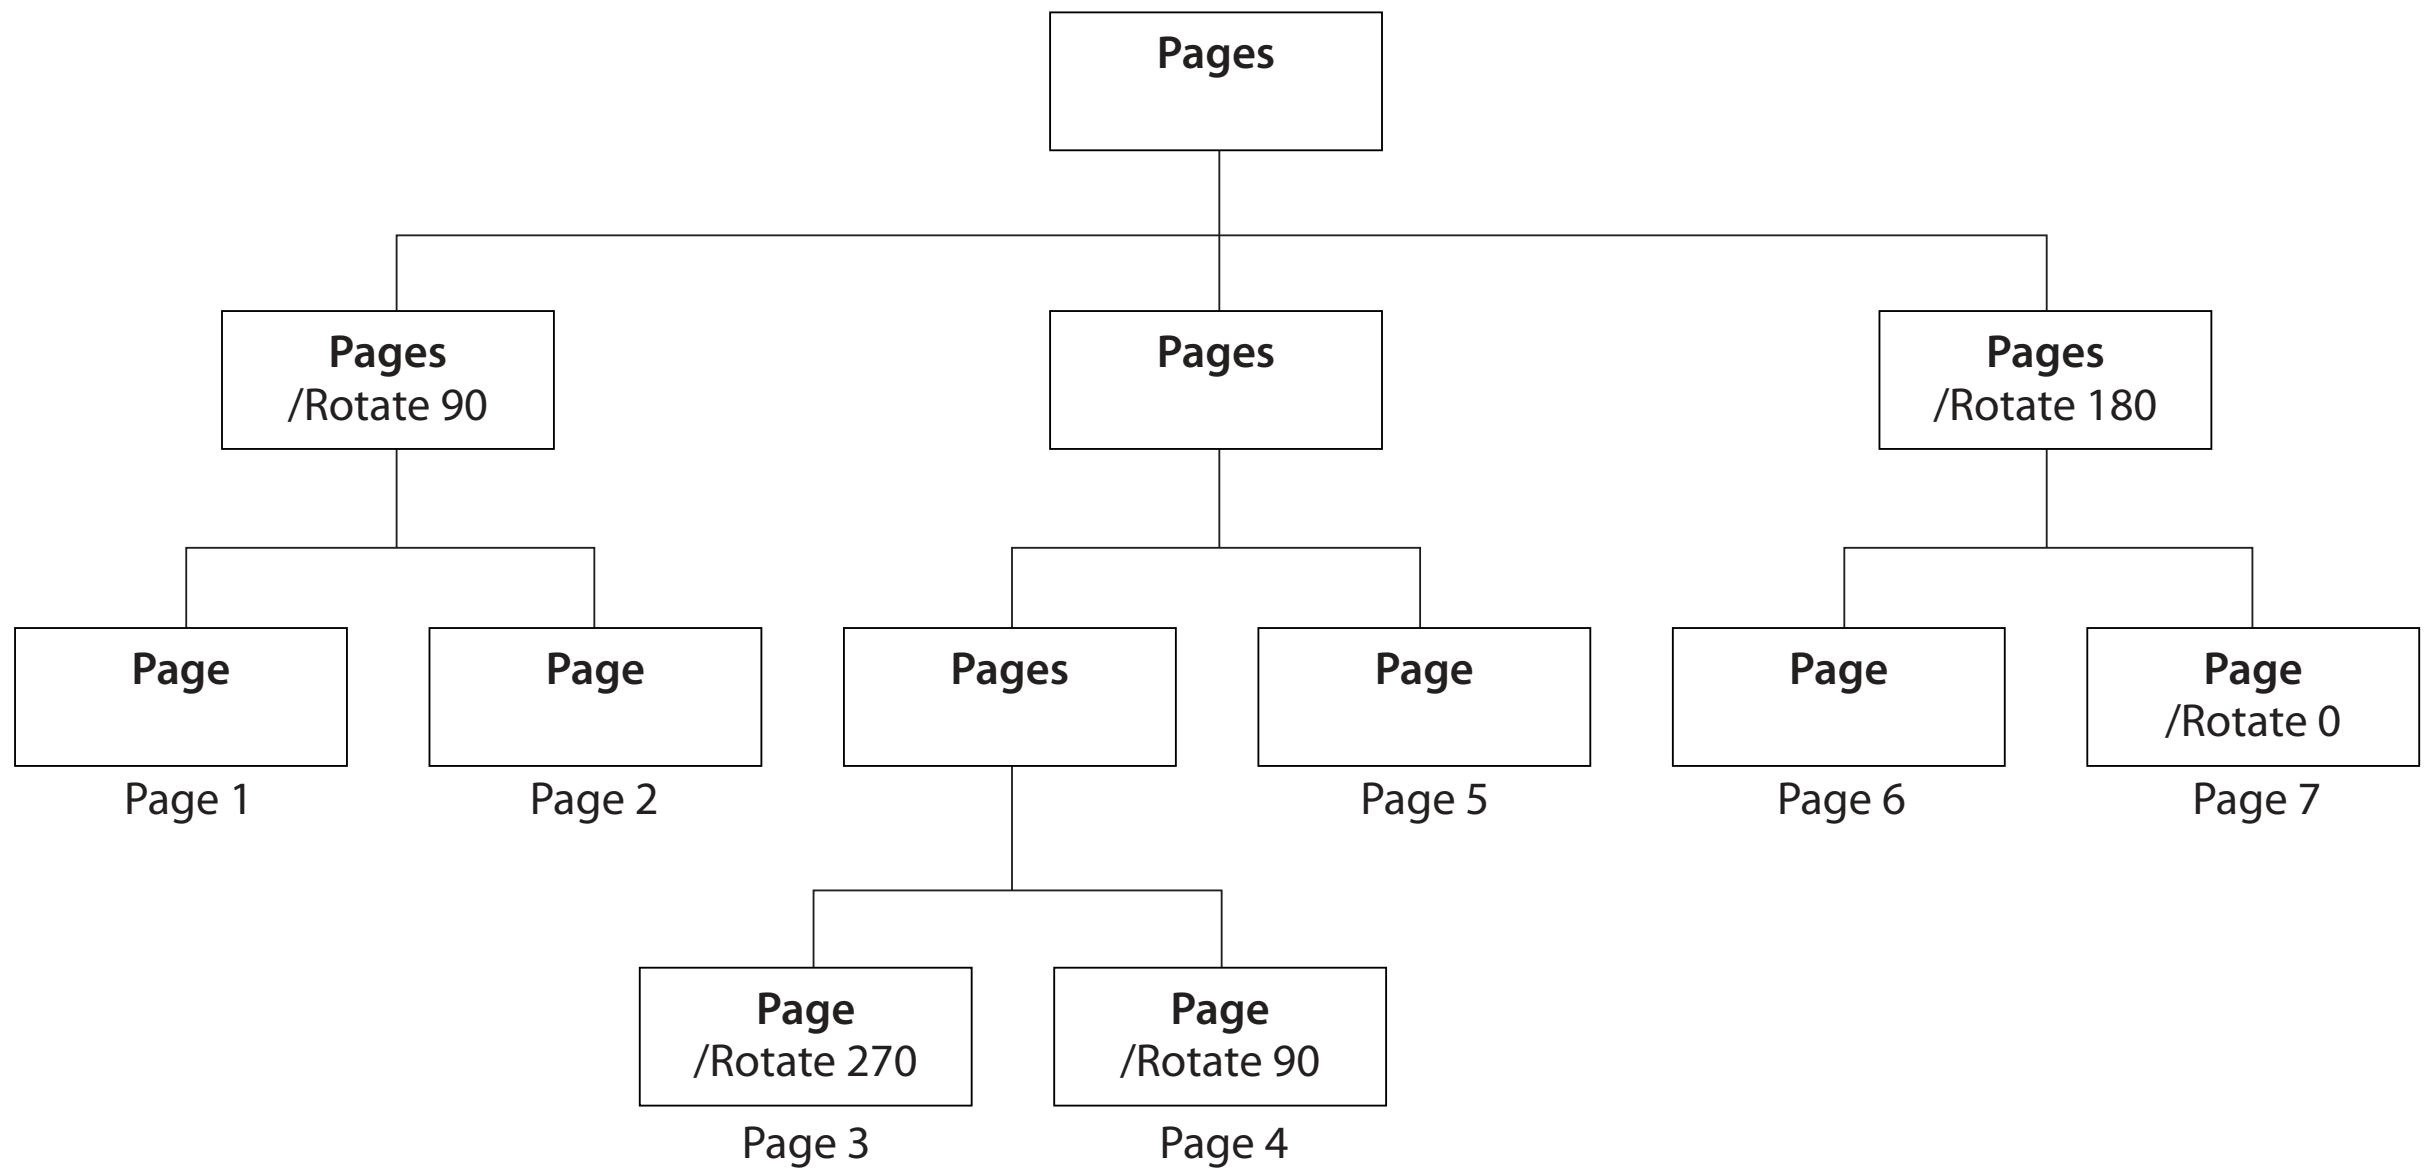 Pages
Pages
/Rotate 90
Pages
Pages
/Rotate 180
Page
Page 1
Page
Page 2
Pages
Page
Page 5
Page
Page 6
Page
/Rotate 0
Page 7
Page
/Rotate 270
Page 3
Page
/Rotate 90
Page 4